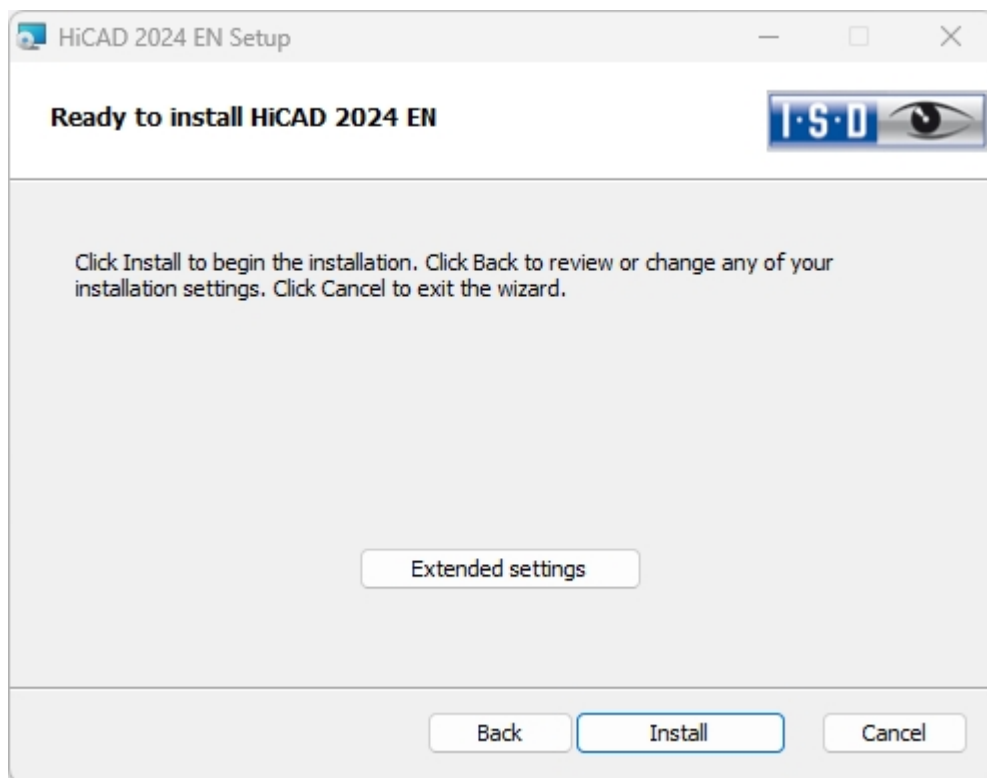 HiCAD 2024 EN Setup
Ready to install HiCAD 2024 EN
I·S·D
Click Install to begin the installation. Click Back to review or change any of your
installation settings. Click Cancel to exit the wizard.
Extended settings
Back Install Cancel